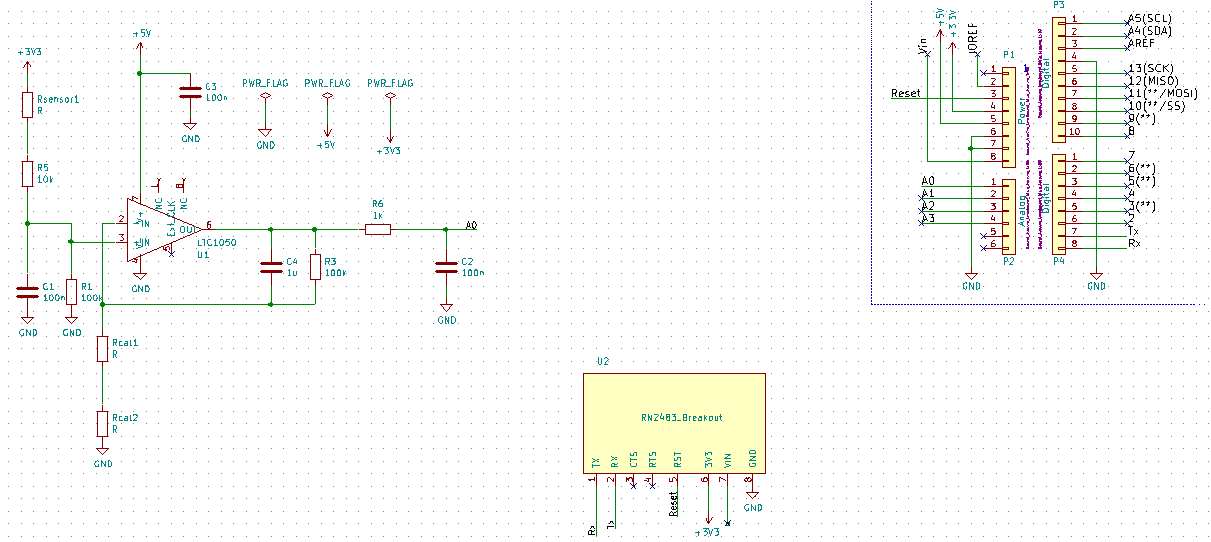 +3V3
Rsensor1
R
R5
10k
C1
100n
GND
R1
100k
GND
+5V
C3
100n
GND
PWR_FLAG
GND
PWR_FLAG
+5V
PWR_FLAG
+3V3
NC
NC
Ext_CLK
OUT
LTC1050
U1
2
3
6
GND
C4
1u
R3
100k
R6
1k
A0
C2
100n
GND
Rcal1
R
Rcal2
R
GND
U2
RN2483_Breakout
TX
RX
CTS
RTS
RST
3V3
VIN
GND
1
2
3
4
5
6
7
8
Rx
Tx
Reset
+3V3
GND
Vin
+5V
+3.3V
IOREF
Reset
P1
Power
1
2
3
4
5
6
7
8
A0
A1
A2
A3
Analog
1
2
3
4
5
6
P2
GND
P3
Digital
1
2
3
4
5
6
7
8
9
10
A5(SCL)
A4(SDA)
AREF
13(SCK)
12(MISO)
11(**/MOSI)
10(**/SS)
9(**)
8
Digital
1
2
3
4
5
6
7
8
7
6(**)
5(**)
4
3(**)
2
Tx
Rx
P4
GND